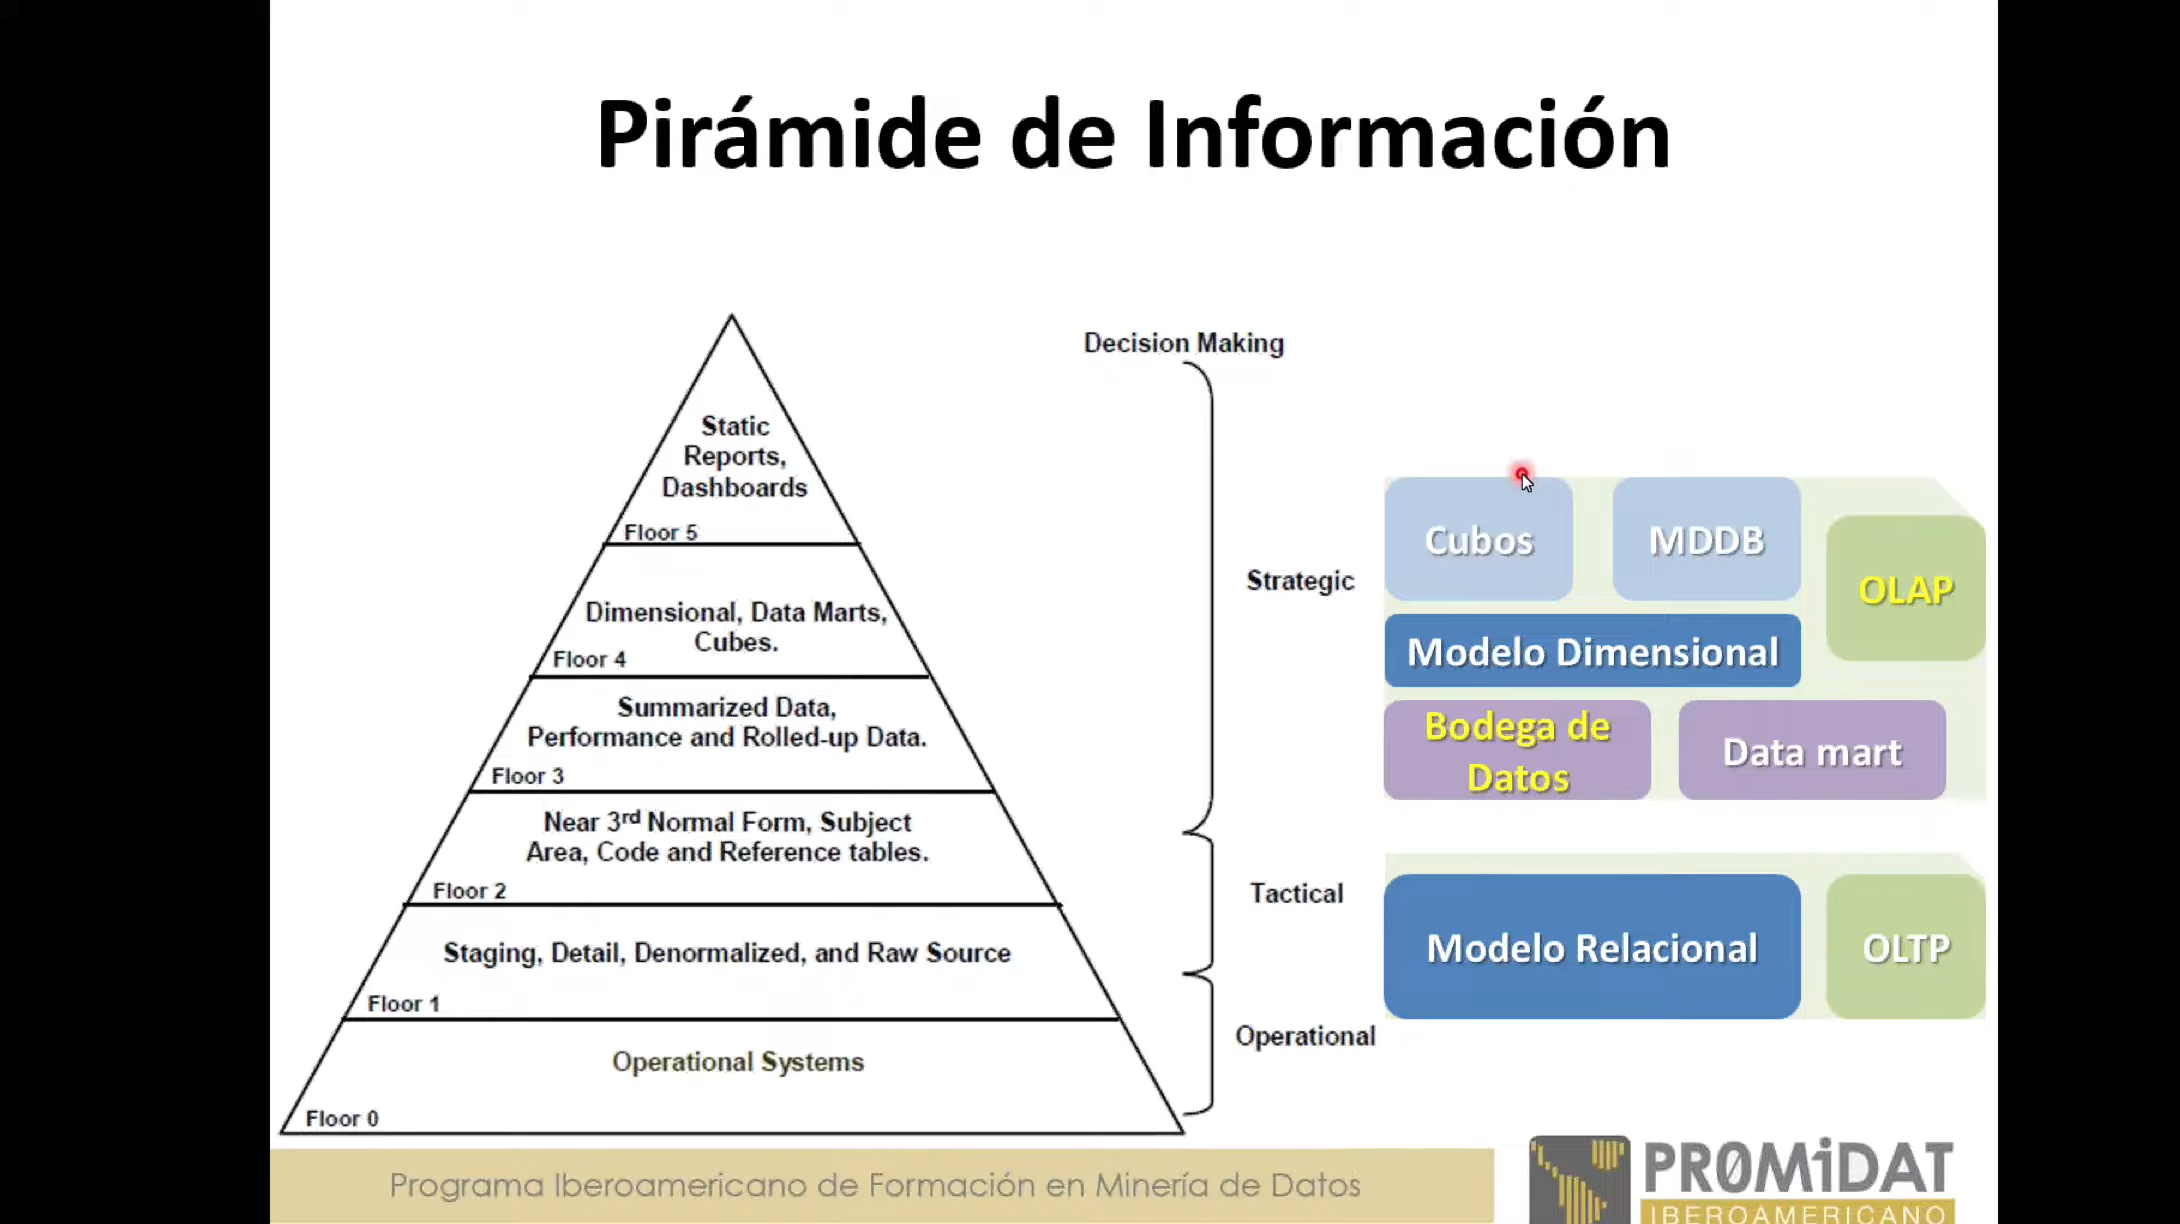 Pirámide de Información
Decision Making
Static
Reports,
Dashboards
Floor 5
Dimensional, Data Marts,
Cubes.
Floor 4
Summarized Data,
Performance and Rolled-up Data.
Floor 3
Near 3rd Normal Form, Subject
Area, Code and Reference tables.
Floor 2
Staging, Detail, Denormalized, and Raw Source
Floor 1
Operational Systems
Floor 0
Strategic
Tactical
Operational
Cubos
MDDB
OLAP
Modelo Dimensional
Bodega de
Datos
Data mart
Modelo Relacional
OLTP
Programa Iberoamericano de Formación en Minería de Datos
PR0MiDAT
IBEROAMERICANO